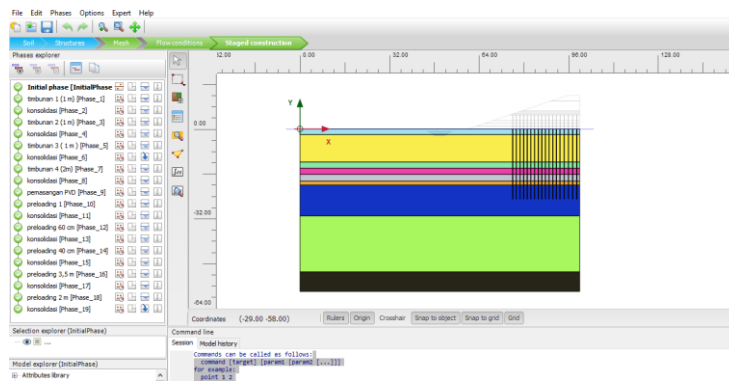 File Edit Phases Options Expert Help
Soil Structures Mesh Flow conditions Staged construction
Phases explorer
Initial phase [InitialPhase
timbunan 1 (1 m) [Phase_1]
konsolidasi [Phase_2]
timbunan 2 (1 m) [Phase_3]
konsolidasi [Phase_4]
timbunan 3 ( 1 m ) [Phase_5]
konsolidasi [Phase_6]
timbunan 4 (2m) [Phase_7]
konsolidasi [Phase_8]
pemasangan PVD [Phase_9]
preloading 1 [Phase_10]
konsolidasi [Phase_11]
preloading 60 cm [Phase_12]
konsolidasi [Phase_13]
preloading 40 cm [Phase_14]
konsolidasi [Phase_15]
preloading 3,5 m [Phase_16]
konsolidasi [Phase_17]
preloading 2 m [Phase_18]
konsolidasi [Phase_19]
Selection explorer (InitialPhase)
...
Model explorer (InitialPhase)
Attributes library
0.00 32.00 64.00 96.00 128.00
Y
0.00
X
-32.00
-64.00
Coordinates (-29.00 -58.00) Rulers Origin Crosshair Snap to object Snap to grid Grid
Command line
Session Model history
Commands can be called as follows:
command [target] [param1 [param2 [...]]]
for example:
point 1 2